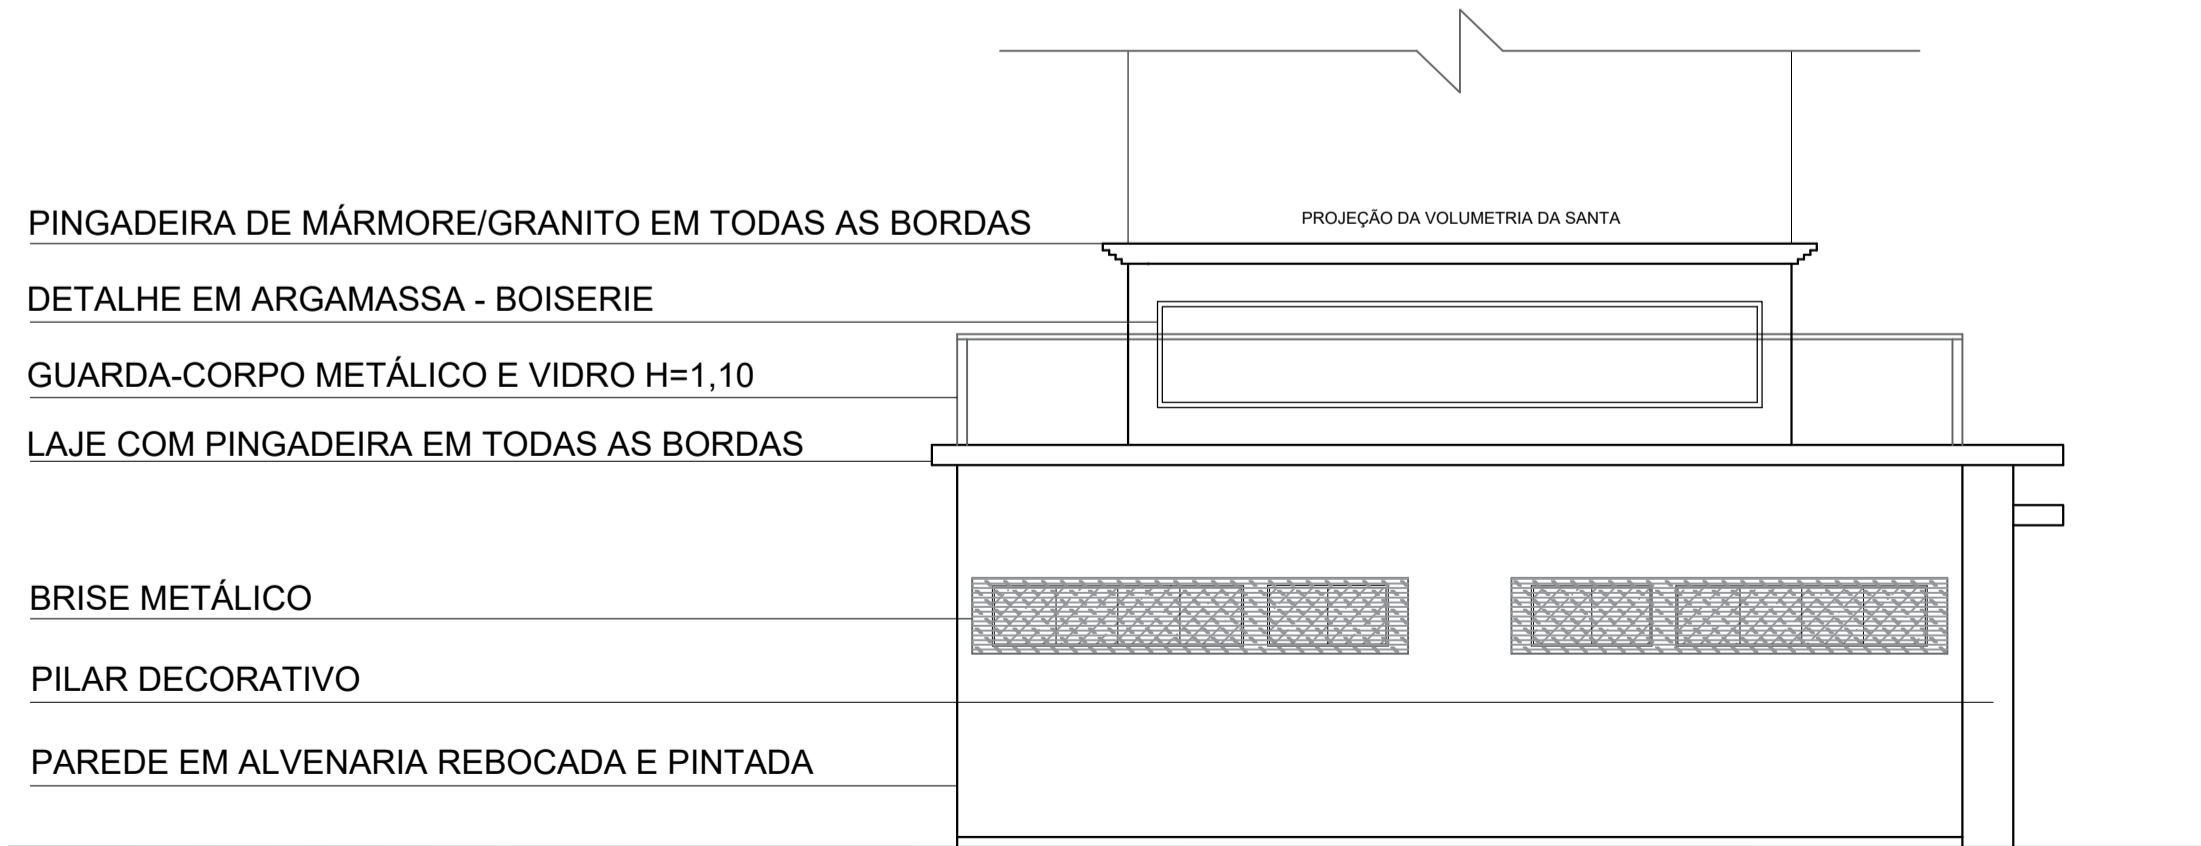 PINGADEIRA DE MÁRMORE/GRANITO EM TODAS AS BORDAS
PROJEÇÃO DA VOLUMETRIA DA SANTA
DETALHE EM ARGAMASSA - BOISERIE
GUARDA-CORPO METÁLICO E VIDRO H=1,10
LAJE COM PINGADEIRA EM TODAS AS BORDAS
BRISE METÁLICO
PILAR DECORATIVO
PAREDE EM ALVENARIA REBOCADA E PINTADA